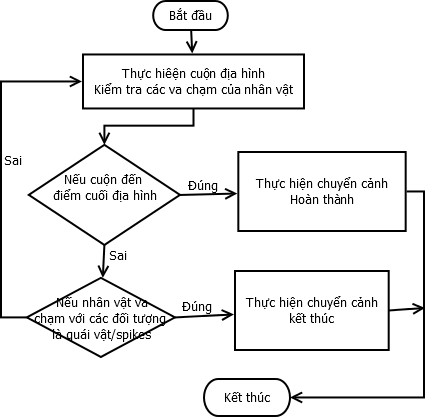 Bắt đầu
Thực hiêện cuộn địa hình
Kiểm tra các va chạm của nhân vật
Sai
Nếu cuộn đến
điểm cuối địa hình
Đúng
Thực hiện chuyển cảnh
Hoàn thành
Sai
Nếu nhân vật va
chạm với các đối tượng
là quái vật/spikes
Đúng
Thực hiện chuyển cảnh
kết thúc
Kết thúc